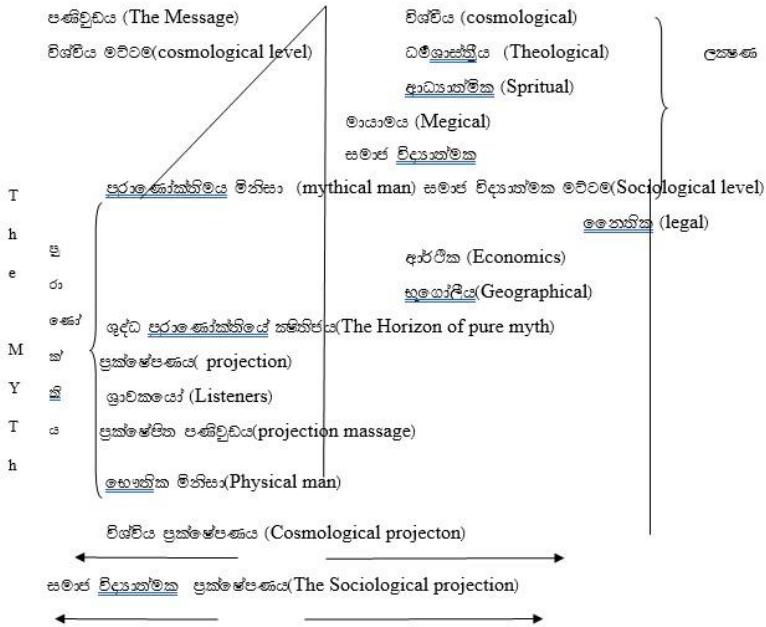 පණිවුඩය (The Message) විශ්වීය (cosmological)
විශ්වීය මට්ටම(cosmological level) ධර්මශාස්ත්‍රීය (Theological) ලක්‍ෂණ
ආධ්‍යාත්මික (Spritual)
මායාමය (Megical)
සමාජ විද්‍යාත්මක
පුරාණෝක්තිමය මිනිසා (mythical man) සමාජ විද්‍යාත්මක මට්ටම(Sociological level)
නෛතික (legal)
ආර්ථික (Economics)
භූගෝලීය(Geographical)
ශුද්ධ පුරාණෝක්තියේ ක්‍ෂිතිජය(The Horizon of pure myth)
ප්‍රක්ෂේපණය( projection)
ශ්‍රාවකයෝ (Listeners)
ප්‍රක්ෂේපිත පණිවුඩය(projection massage)
භෞතික මිනිසා(Physical man)
The MYTh
පුරාණෝක්තිය
විශ්විය ප්‍රක්ෂේපණය (Cosmological projecton)
සමාජ විද්‍යාත්මක ප්‍රක්ෂේපණය(The Sociological projection)